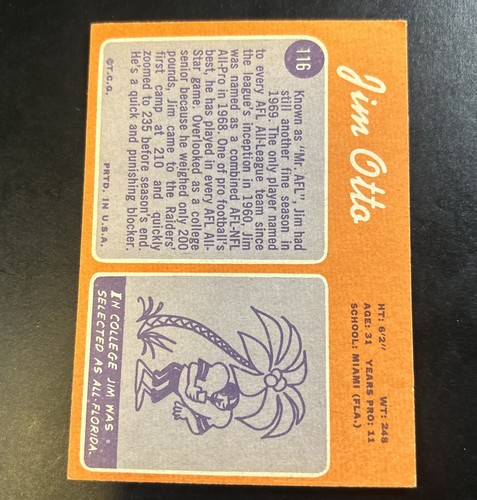 Jim Otto
HT: 6'2" WT: 248
AGE: 31 YEARS PRO: 11
SCHOOL: MIAMI (FLA.)
116
Known as "Mr. AFL", Jim had
still another fine season in
1969. The only player named
to every AFL All-League team since
the league's inception in 1960, Jim
was named as a combined AFL-NFL
All-Pro in 1968. One of pro football's
best, he has played in every AFL All-
Star game. Overlooked as a college
senior because he weighed only 200
pounds, Jim came to the Raiders'
first camp at 210 and quickly
zoomed to 235 before season's end.
He's a quick and punishing blocker.
©T.C.G. PRTD. IN U.S.A.
IN COLLEGE JIM WAS
SELECTED AS ALL-FLORIDA.